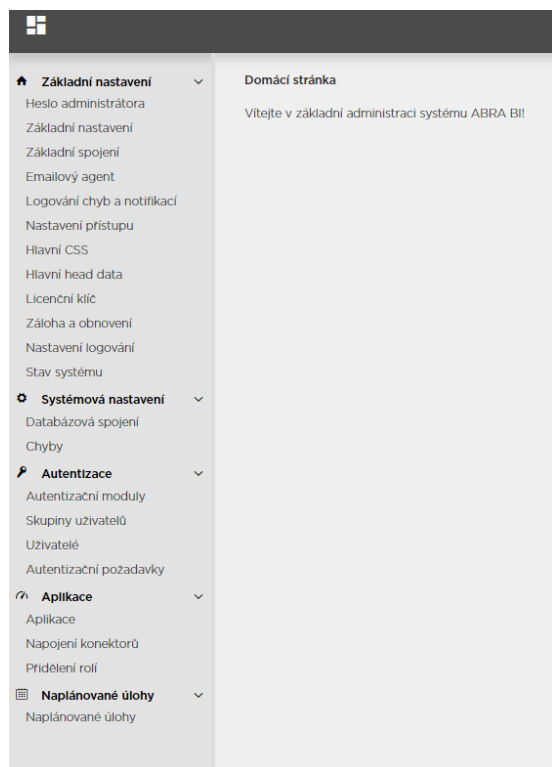 Základní nastavení
Heslo administrátora
Základní nastavení
Základní spojení
Emailový agent
Logování chyb a notifikací
Nastavení přístupu
Hlavní CSS
Hlavní head data
Licenční klíč
Záloha a obnovení
Nastavení logování
Stav systému
Systémová nastavení
Databázová spojení
Chyby
Autentizace
Autentizační moduly
Skupiny uživatelů
Uživatelé
Autentizační požadavky
Aplikace
Aplikace
Napojení konektorů
Přidělení rolí
Naplánované úlohy
Naplánované úlohy
Domácí stránka
Vítejte v základní administraci systému ABRA BI!